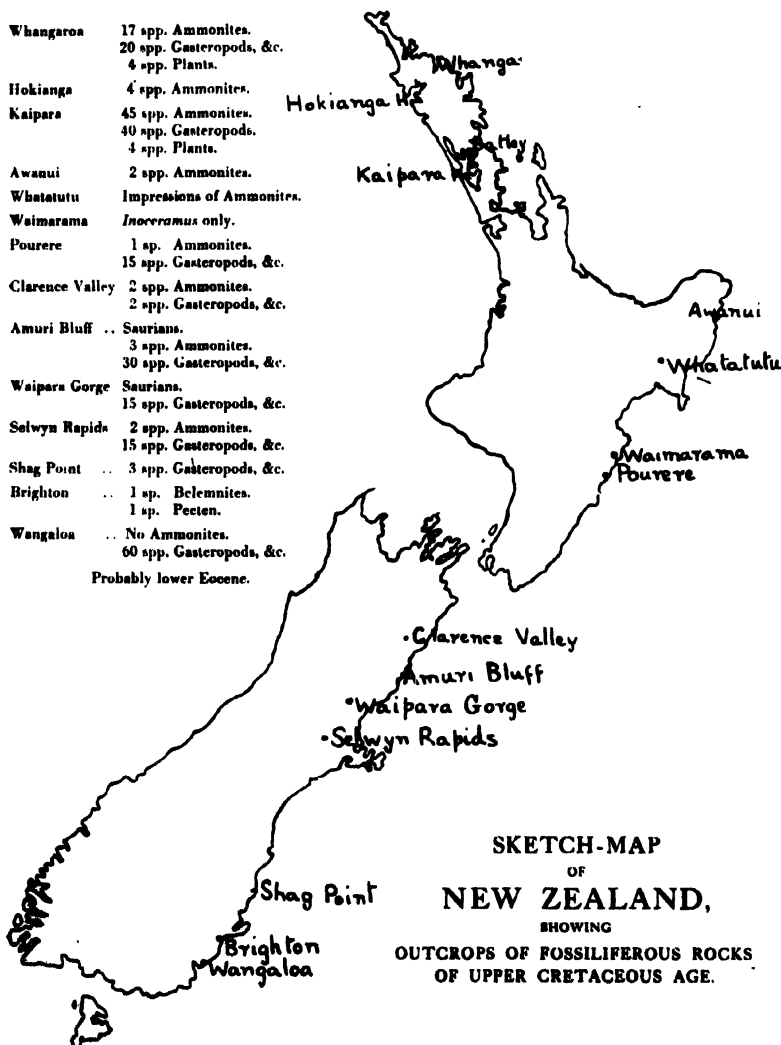 Whangaroa 17 spp. Ammonites.
20 spp. Gasteropods, &c.
4 spp. Plants.
Hokianga 4 spp. Ammonites.
Kaipara 45 spp. Ammonites.
40 spp. Gasteropods.
4 spp. Plants.
Awanui 2 spp. Ammonites.
Whatatutu Impressions of Ammonites.
Waimarama Inoceramus only.
Pourere 1 sp. Ammonites.
15 spp. Gasteropods, &c.
Clarence Valley 2 spp. Ammonites.
2 spp. Gasteropods, &c.
Amuri Bluff .. Saurians.
3 spp. Ammonites.
30 spp. Gasteropods, &c.
Waipara Gorge Saurians.
15 spp. Gasteropods, &c.
Selwyn Rapids 2 spp. Ammonites.
15 spp. Gasteropods, &c.
Shag Point .. 3 spp. Gasteropods, &c.
Brighton .. 1 sp. Belemnites.
1 sp. Pecten.
Wangaloa .. No Ammonites.
60 spp. Gasteropods, &c.
Probably lower Eocene.
Whanga
Hokianga
Kaipara
Awanui
Whatatutu
Waimarama
Pourere
Clarence Valley
Amuri Bluff
Waipara Gorge
Selwyn Rapids
Shag Point
Brighton
Wangaloa
SKETCH-MAP
OF
NEW ZEALAND,
SHOWING
OUTCROPS OF FOSSILIFEROUS ROCKS
OF UPPER CRETACEOUS AGE.